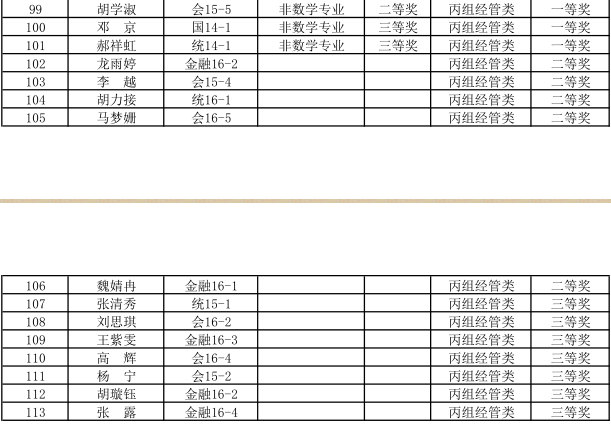 99 胡学淑 会15-5 非数学专业 二等奖 丙组经管类 一等奖
100 邓　京 国14-1 非数学专业 三等奖 丙组经管类 一等奖
101 郝祥虹 统14-1 非数学专业 三等奖 丙组经管类 一等奖
102 龙雨婷 金融16-2 丙组经管类 二等奖
103 李　越 会15-4 丙组经管类 二等奖
104 胡力接 统16-1 丙组经管类 二等奖
105 马梦姗 会16-5 丙组经管类 二等奖
106 魏婧冉 金融16-1 丙组经管类 二等奖
107 张清秀 统15-1 丙组经管类 三等奖
108 刘思琪 会16-2 丙组经管类 三等奖
109 王紫雯 金融16-3 丙组经管类 三等奖
110 高　辉 会16-4 丙组经管类 三等奖
111 杨　宁 会15-2 丙组经管类 三等奖
112 胡璇钰 金融16-2 丙组经管类 三等奖
113 张　露 金融16-4 丙组经管类 三等奖